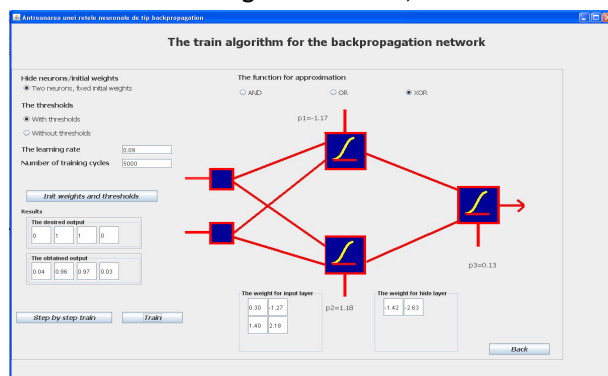 Antreanarea unei retele neuronale de tip backpropagation
The train algorithm for the backpropagation network
Hide neurons/initial weights
Two neurons, fixed initial weights
The function for approximation
AND
OR
XOR
The thresholds
With thresholds
Without thresholds
p1=-1.17
The learning rate
0.09
Number of training cycles
5000
Init weights and thresholds
Results
The desired output
0
1
1
0
The obtained output
0.04
0.96
0.97
0.03
p3=0.13
The weight for input layer
0.30
-1.27
1.40
2.18
p2=1.18
The weight for hide layer
-1.42
-2.63
Step by step train
Train
Back